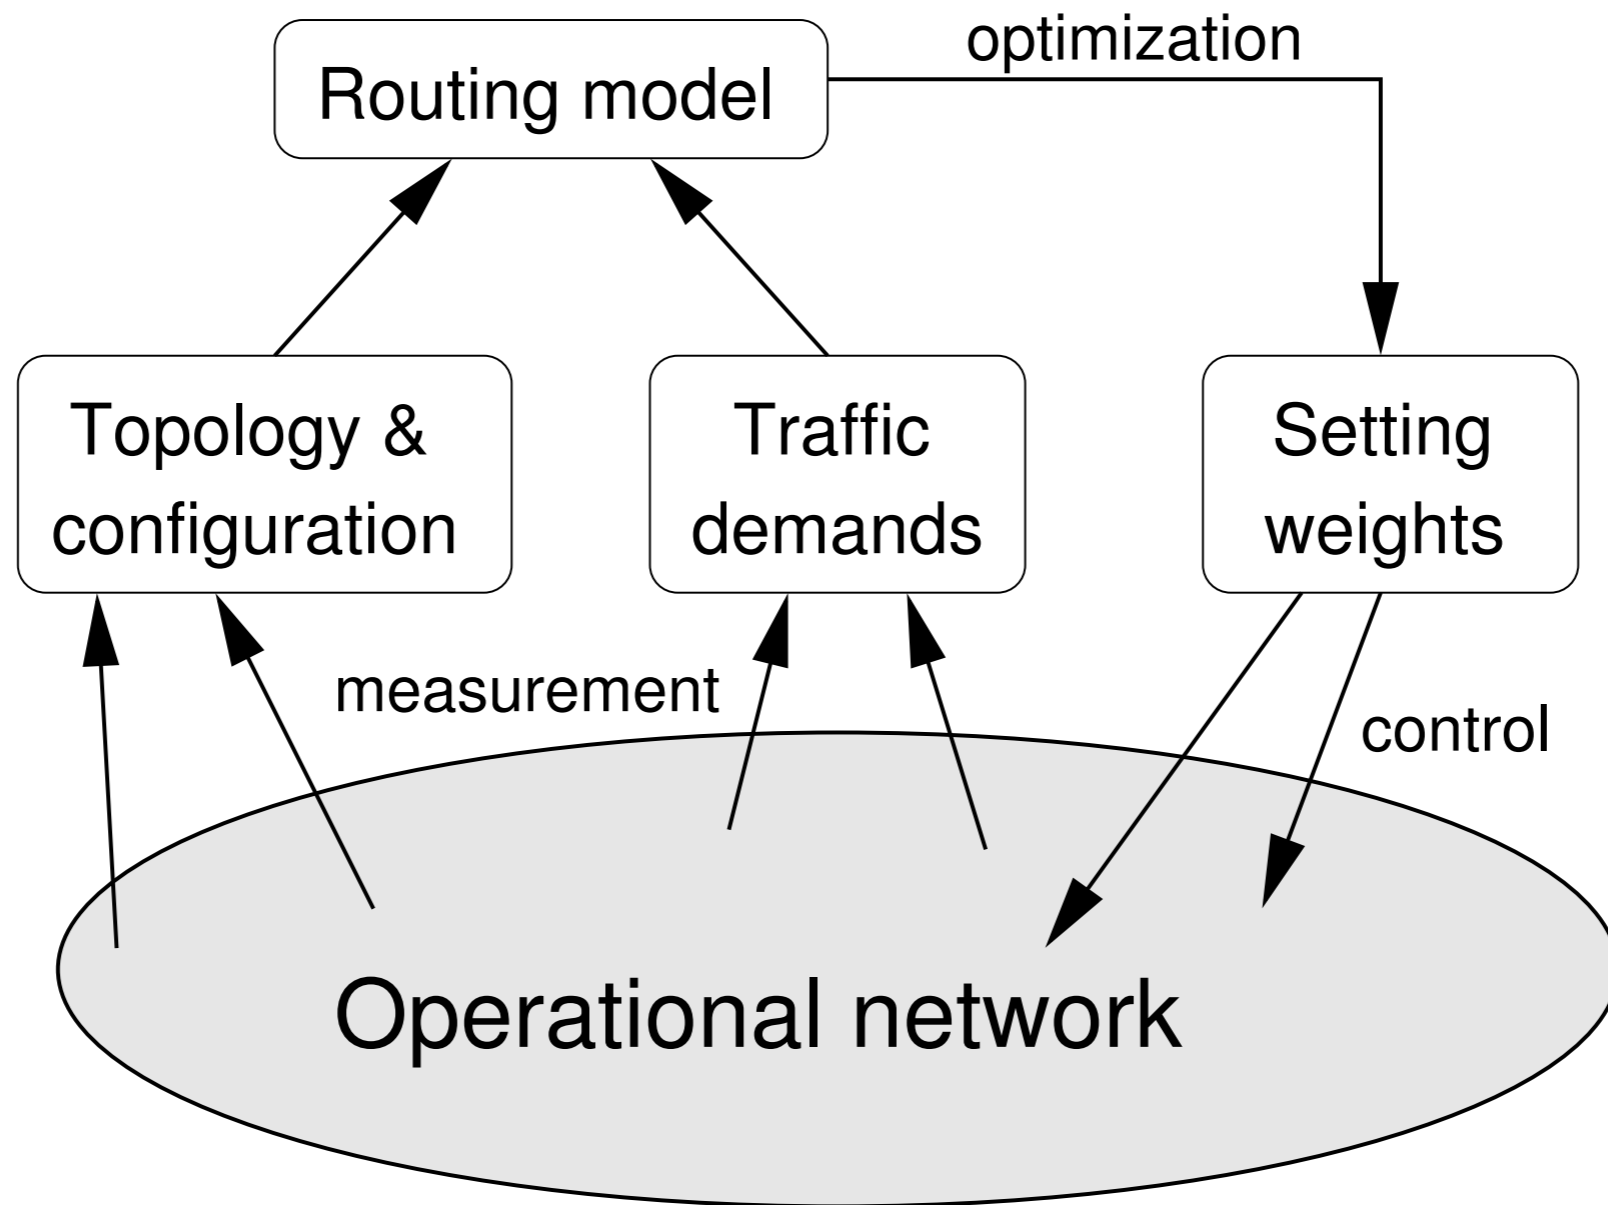 optimization
Routing model
Topology &
configuration
Traffic
demands
Setting
weights
measurement
control
Operational network